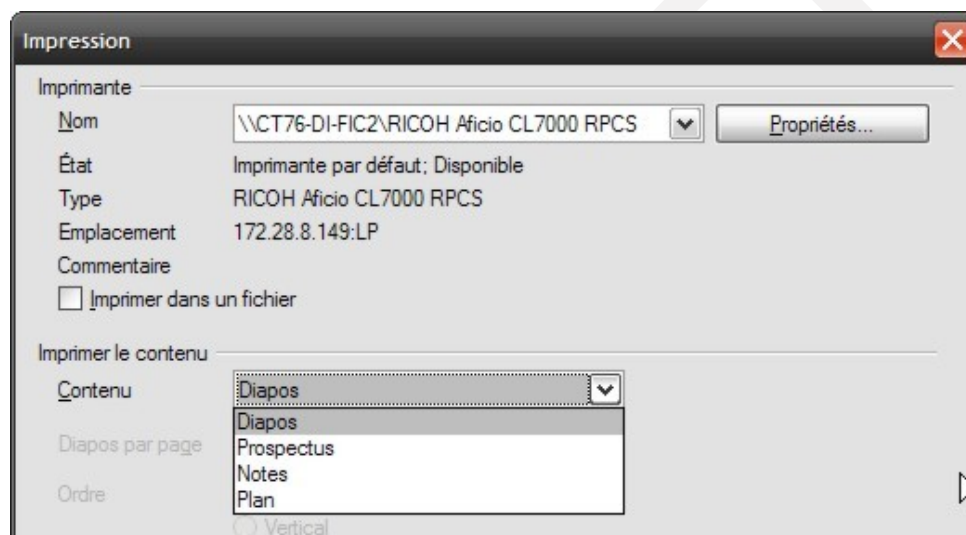 Impression
Imprimante
Nom \\CT76-DI-FIC2\RICOH Aficio CL7000 RPCS Propriétés...
État Imprimante par défaut; Disponible
Type RICOH Aficio CL7000 RPCS
Emplacement 172.28.8.149:LP
Commentaire
Imprimer dans un fichier
Imprimer le contenu
Contenu Diapos
Diapos
Diapos par page Prospectus
Notes
Ordre Plan
Vertical